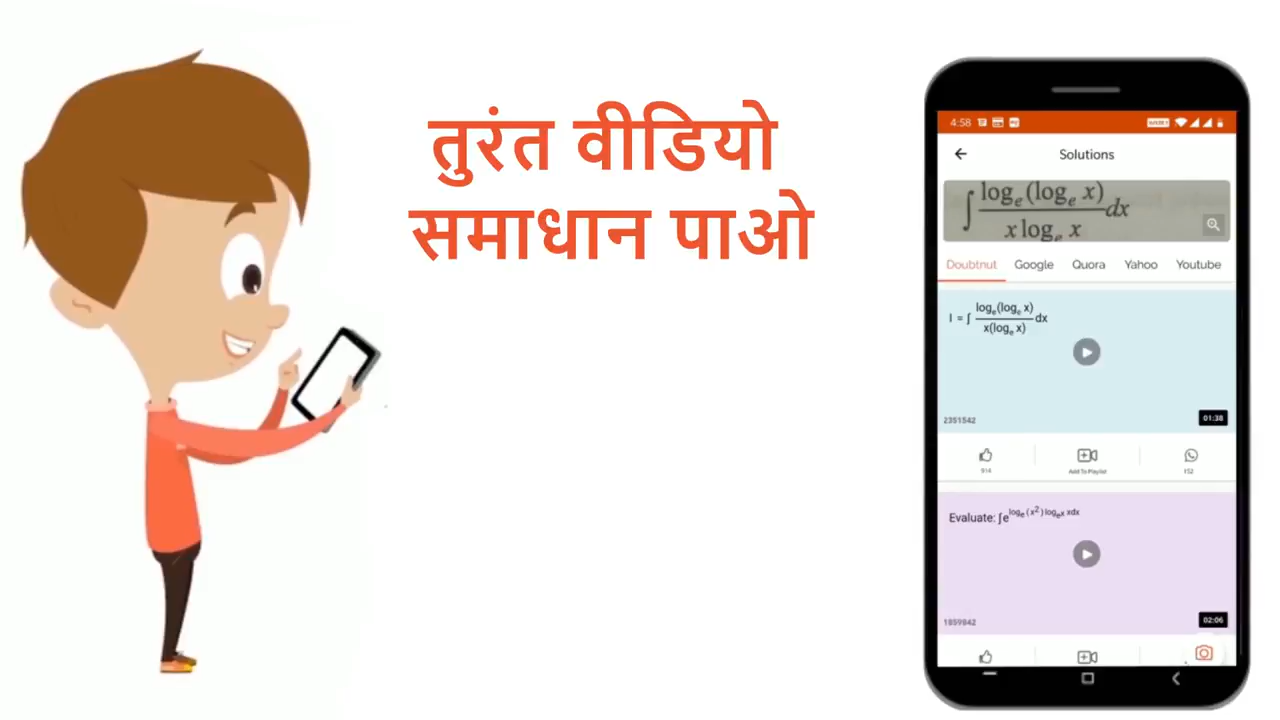 तुरंत वीडियो
समाधान पाओ
4:58
Solutions
∫ log_e (log_e x) / x log_e x dx
Doubtnut Google Quora Yahoo Youtube
I = ∫ log_e(log_e x) / x(log_e x) dx
2351542 01:38
914 Add To Playlist 152
Evaluate: ∫e^log_e (x^2) log_e x xdx
1859842 02:06